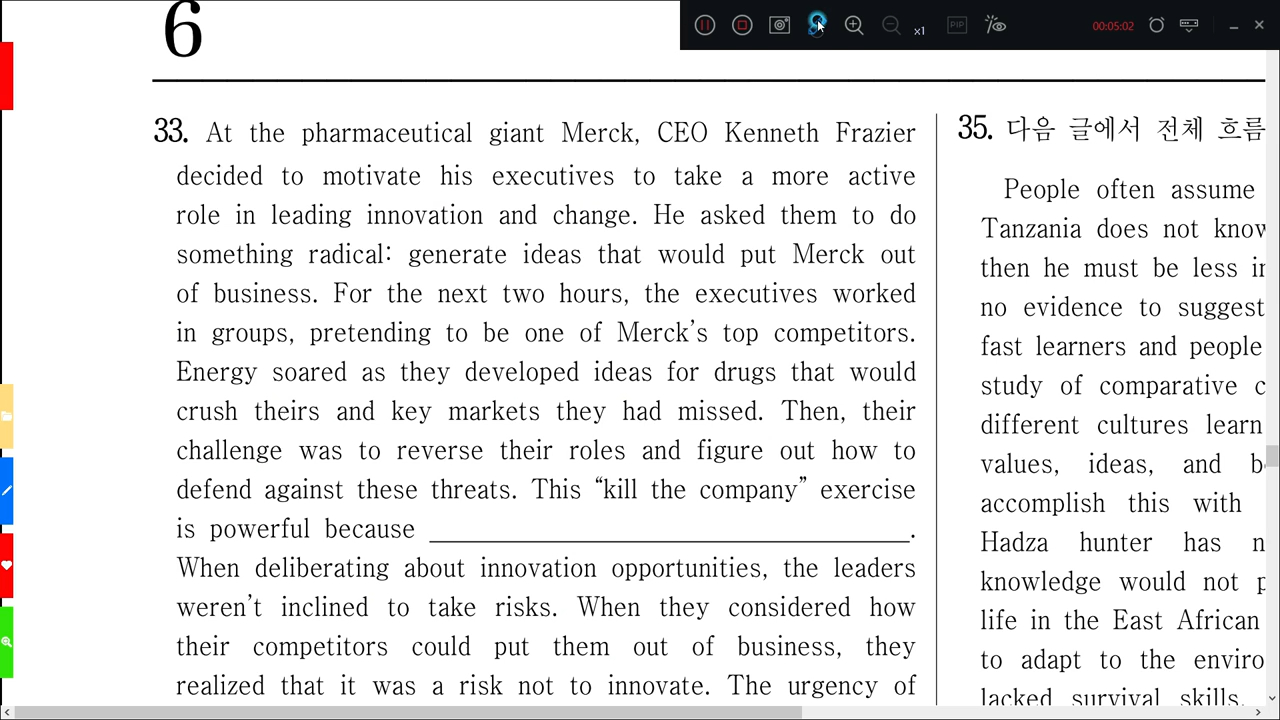 6
x1
PIP
00:05:02
33. At the pharmaceutical giant Merck, CEO Kenneth Frazier
decided to motivate his executives to take a more active
role in leading innovation and change. He asked them to do
something radical: generate ideas that would put Merck out
of business. For the next two hours, the executives worked
in groups, pretending to be one of Merck's top competitors.
Energy soared as they developed ideas for drugs that would
crush theirs and key markets they had missed. Then, their
challenge was to reverse their roles and figure out how to
defend against these threats. This “kill the company” exercise
is powerful because ______________________________.
When deliberating about innovation opportunities, the leaders
weren't inclined to take risks. When they considered how
their competitors could put them out of business, they
realized that it was a risk not to innovate. The urgency of
35. 다음 글에서 전체 흐름
People often assume
Tanzania does not know
then he must be less in
no evidence to suggest
fast learners and people
study of comparative c
different cultures learn
values, ideas, and b
accomplish this with
Hadza hunter has n
knowledge would not p
life in the East African
to adapt to the enviro
lacked survival skills.